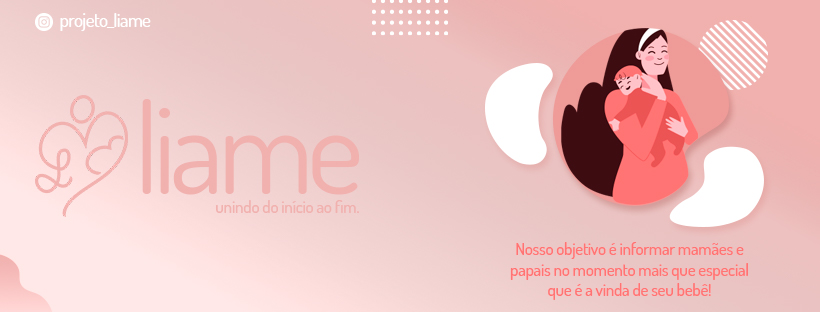 projeto_liame
liame
unindo do início ao fim.
Nosso objetivo é informar mamães e
papais no momento mais que especial
que é a vinda de seu bebê!